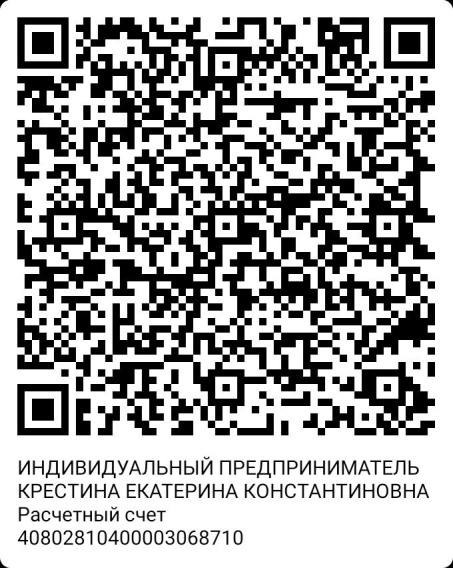 ИНДИВИДУАЛЬНЫЙ ПРЕДПРИНИМАТЕЛЬ
КРЕСТИНА ЕКАТЕРИНА КОНСТАНТИНОВНА
Расчетный счет
40802810400003068710